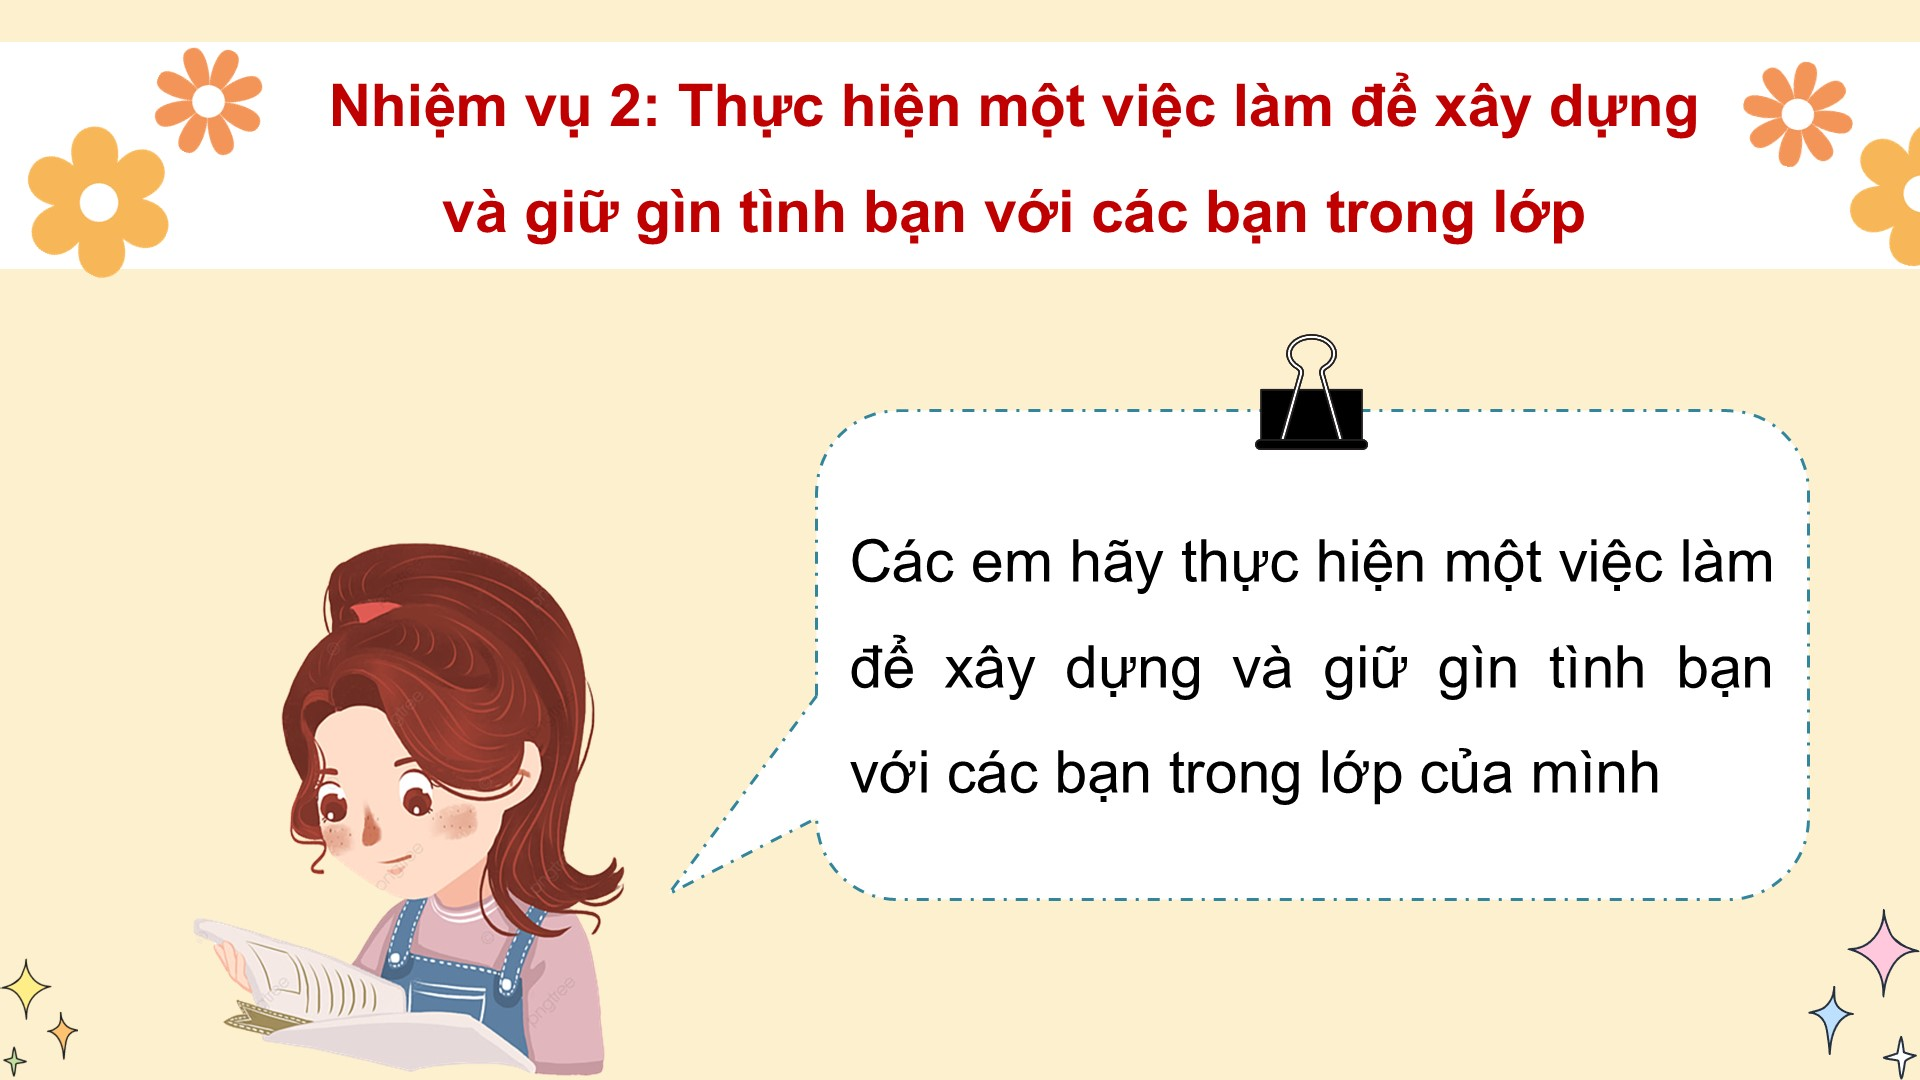 Nhiệm vụ 2: Thực hiện một việc làm để xây dựng
và giữ gìn tình bạn với các bạn trong lớp
Các em hãy thực hiện một việc làm
để xây dựng và giữ gìn tình bạn
với các bạn trong lớp của mình